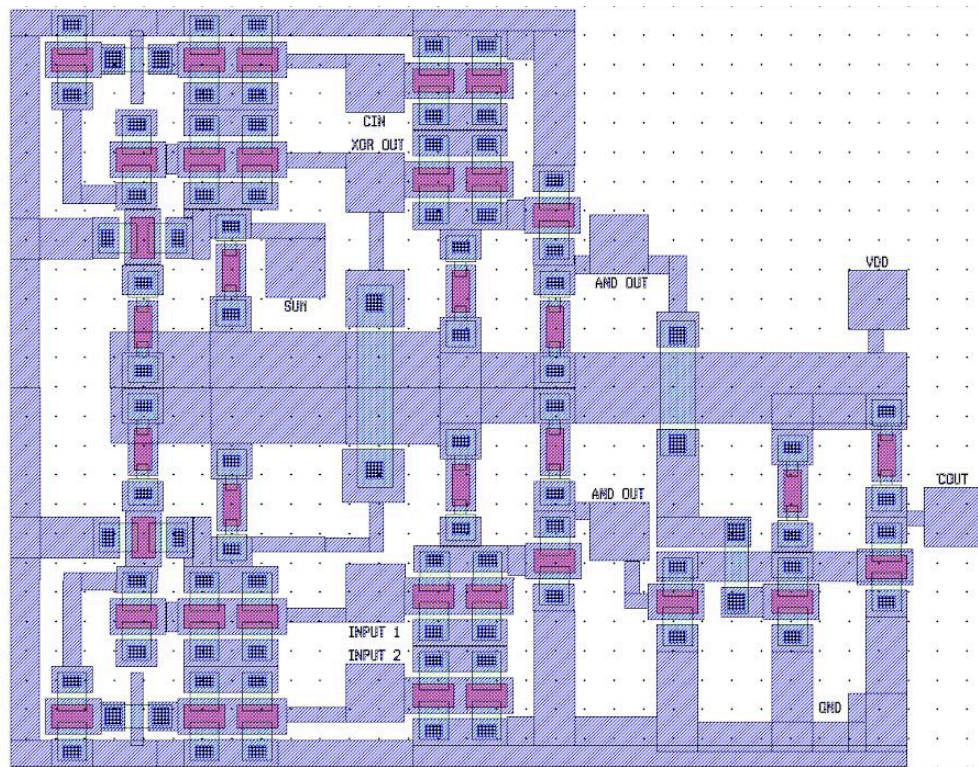 CIN
XOR OUT
SUM
AND OUT
VDD
AND OUT
COUT
INPUT 1
INPUT 2
GND